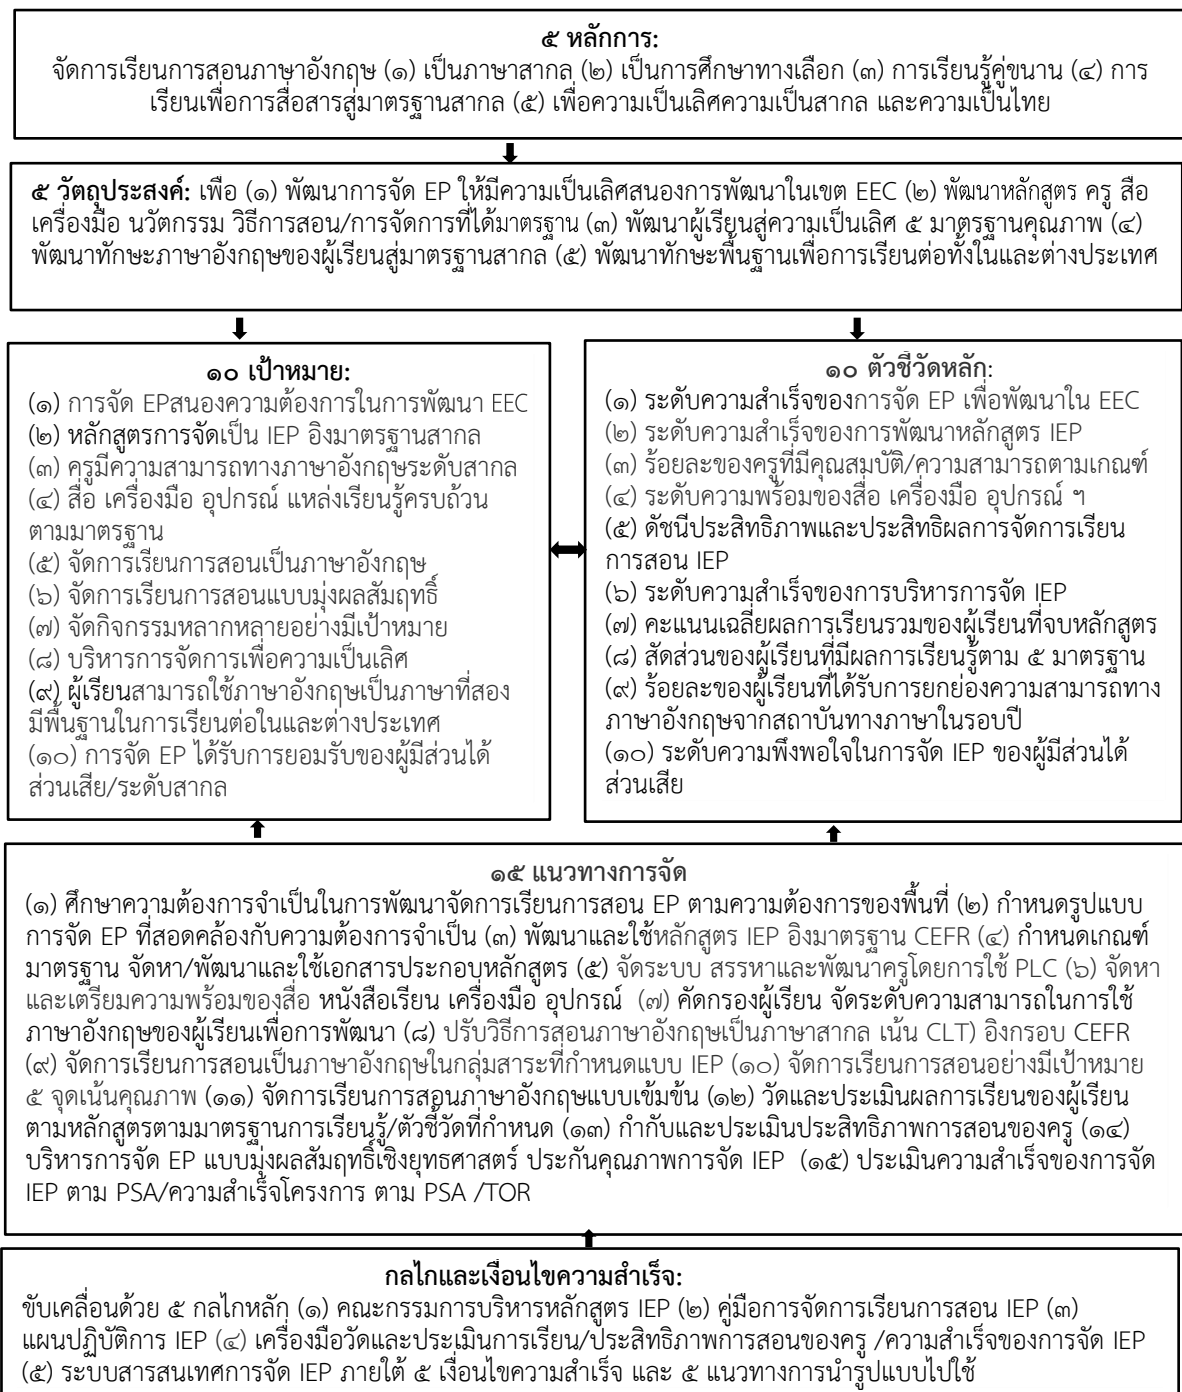 ๕ หลักการ:
จัดการเรียนการสอนภาษาอังกฤษ (๑) เป็นภาษาสากล (๒) เป็นการศึกษาทางเลือก (๓) การเรียนรู้คู่ขนาน (๔) การ
เรียนเพื่อการสื่อสารสู่มาตรฐานสากล (๕) เพื่อความเป็นเลิศความเป็นสากล และความเป็นไทย
๕ วัตถุประสงค์: เพื่อ (๑) พัฒนาการจัด EP ให้มีความเป็นเลิศสนองการพัฒนาในเขต EEC (๒) พัฒนาหลักสูตร ครู สื่อ
เครื่องมือ นวัตกรรม วิธีการสอน/การจัดการที่ได้มาตรฐาน (๓) พัฒนาผู้เรียนสู่ความเป็นเลิศ ๕ มาตรฐานคุณภาพ (๔)
พัฒนาทักษะภาษาอังกฤษของผู้เรียนสู่มาตรฐานสากล (๕) พัฒนาทักษะพื้นฐานเพื่อการเรียนต่อทั้งในและต่างประเทศ
๑๐ เป้าหมาย:
(๑) การจัด EPสนองความต้องการในการพัฒนา EEC
(๒) หลักสูตรการจัดเป็น IEP อิงมาตรฐานสากล
(๓) ครูมีความสามารถทางภาษาอังกฤษระดับสากล
(๔) สื่อ เครื่องมือ อุปกรณ์ แหล่งเรียนรู้ครบถ้วน
ตามมาตรฐาน
(๕) จัดการเรียนการสอนเป็นภาษาอังกฤษ
(๖) จัดการเรียนการสอนแบบมุ่งผลสัมฤทธิ์
(๗) จัดกิจกรรมหลากหลายอย่างมีเป้าหมาย
(๘) บริหารการจัดการเพื่อความเป็นเลิศ
(๙) ผู้เรียนสามารถใช้ภาษาอังกฤษเป็นภาษาที่สอง
มีพื้นฐานในการเรียนต่อในและต่างประเทศ
(๑๐) การจัด EP ได้รับการยอมรับของผู้มีส่วนได้
ส่วนเสีย/ระดับสากล
๑๐ ตัวชี้วัดหลัก:
(๑) ระดับความสำเร็จของการจัด EP เพื่อพัฒนาใน EEC
(๒) ระดับความสำเร็จของการพัฒนาหลักสูตร IEP
(๓) ร้อยละของครูที่มีคุณสมบัติ/ความสามารถตามเกณฑ์
(๔) ระดับความพร้อมของสื่อ เครื่องมือ อุปกรณ์ ฯ
(๕) ดัชนีประสิทธิภาพและประสิทธิผลการจัดการเรียน
การสอน IEP
(๖) ระดับความสำเร็จของการบริหารการจัด IEP
(๗) คะแนนเฉลี่ยผลการเรียนรวมของผู้เรียนที่จบหลักสูตร
(๘) สัดส่วนของผู้เรียนที่มีผลการเรียนรู้ตาม ๕ มาตรฐาน
(๙) ร้อยละของผู้เรียนที่ได้รับการยกย่องความสามารถทาง
ภาษาอังกฤษจากสถาบันทางภาษาในรอบปี
(๑๐) ระดับความพึงพอใจในการจัด IEP ของผู้มีส่วนได้
ส่วนเสีย
๑๕ แนวทางการจัด
(๑) ศึกษาความต้องการจำเป็นในการพัฒนาจัดการเรียนการสอน EP ตามความต้องการของพื้นที่ (๒) กำหนดรูปแบบ
การจัด EP ที่สอดคล้องกับความต้องการจำเป็น (๓) พัฒนาและใช้หลักสูตร IEP อิงมาตรฐาน CEFR (๔) กำหนดเกณฑ์
มาตรฐาน จัดหา/พัฒนาและใช้เอกสารประกอบหลักสูตร (๕) จัดระบบ สรรหาและพัฒนาครูโดยการใช้ PLC (๖) จัดหา
และเตรียมความพร้อมของสื่อ หนังสือเรียน เครื่องมือ อุปกรณ์ (๗) คัดกรองผู้เรียน จัดระดับความสามารถในการใช้
ภาษาอังกฤษของผู้เรียนเพื่อการพัฒนา (๘) ปรับวิธีการสอนภาษาอังกฤษเป็นภาษาสากล เน้น CLT) อิงกรอบ CEFR
(๙) จัดการเรียนการสอนเป็นภาษาอังกฤษในกลุ่มสาระที่กำหนดแบบ IEP (๑๐) จัดการเรียนการสอนอย่างมีเป้าหมาย
๕ จุดเน้นคุณภาพ (๑๑) จัดการเรียนการสอนภาษาอังกฤษแบบเข้มข้น (๑๒) วัดและประเมินผลการเรียนของผู้เรียน
ตามหลักสูตรตามมาตรฐานการเรียนรู้/ตัวชี้วัดที่กำหนด (๑๓) กำกับและประเมินประสิทธิภาพการสอนของครู (๑๔)
บริหารการจัด EP แบบมุ่งผลสัมฤทธิ์เชิงยุทธศาสตร์ ประกันคุณภาพการจัด IEP (๑๕) ประเมินความสำเร็จของการจัด
IEP ตาม PSA/ความสำเร็จโครงการ ตาม PSA /TOR
กลไกและเงื่อนไขความสำเร็จ:
ขับเคลื่อนด้วย ๕ กลไกหลัก (๑) คณะกรรมการบริหารหลักสูตร IEP (๒) คู่มือการจัดการเรียนการสอน IEP (๓)
แผนปฏิบัติการ IEP (๔) เครื่องมือวัดและประเมินการเรียน/ประสิทธิภาพการสอนของครู /ความสำเร็จของการจัด IEP
(๕) ระบบสารสนเทศการจัด IEP ภายใต้ ๕ เงื่อนไขความสำเร็จ และ ๕ แนวทางการนำรูปแบบไปใช้